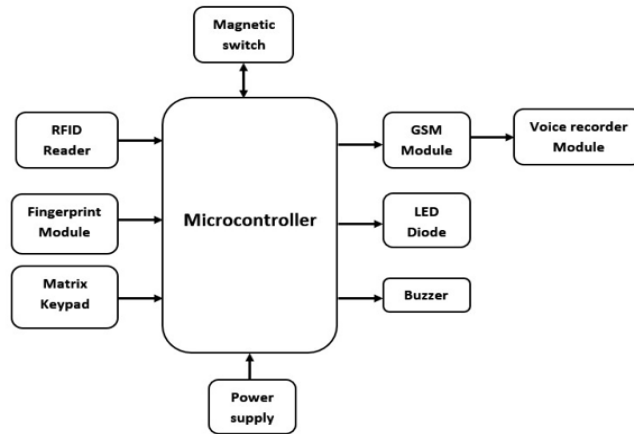 Magnetic
switch
RFID
Reader
GSM
Module
Voice recorder
Module
Fingerprint
Module
Microcontroller
LED
Diode
Matrix
Keypad
Buzzer
Power
supply